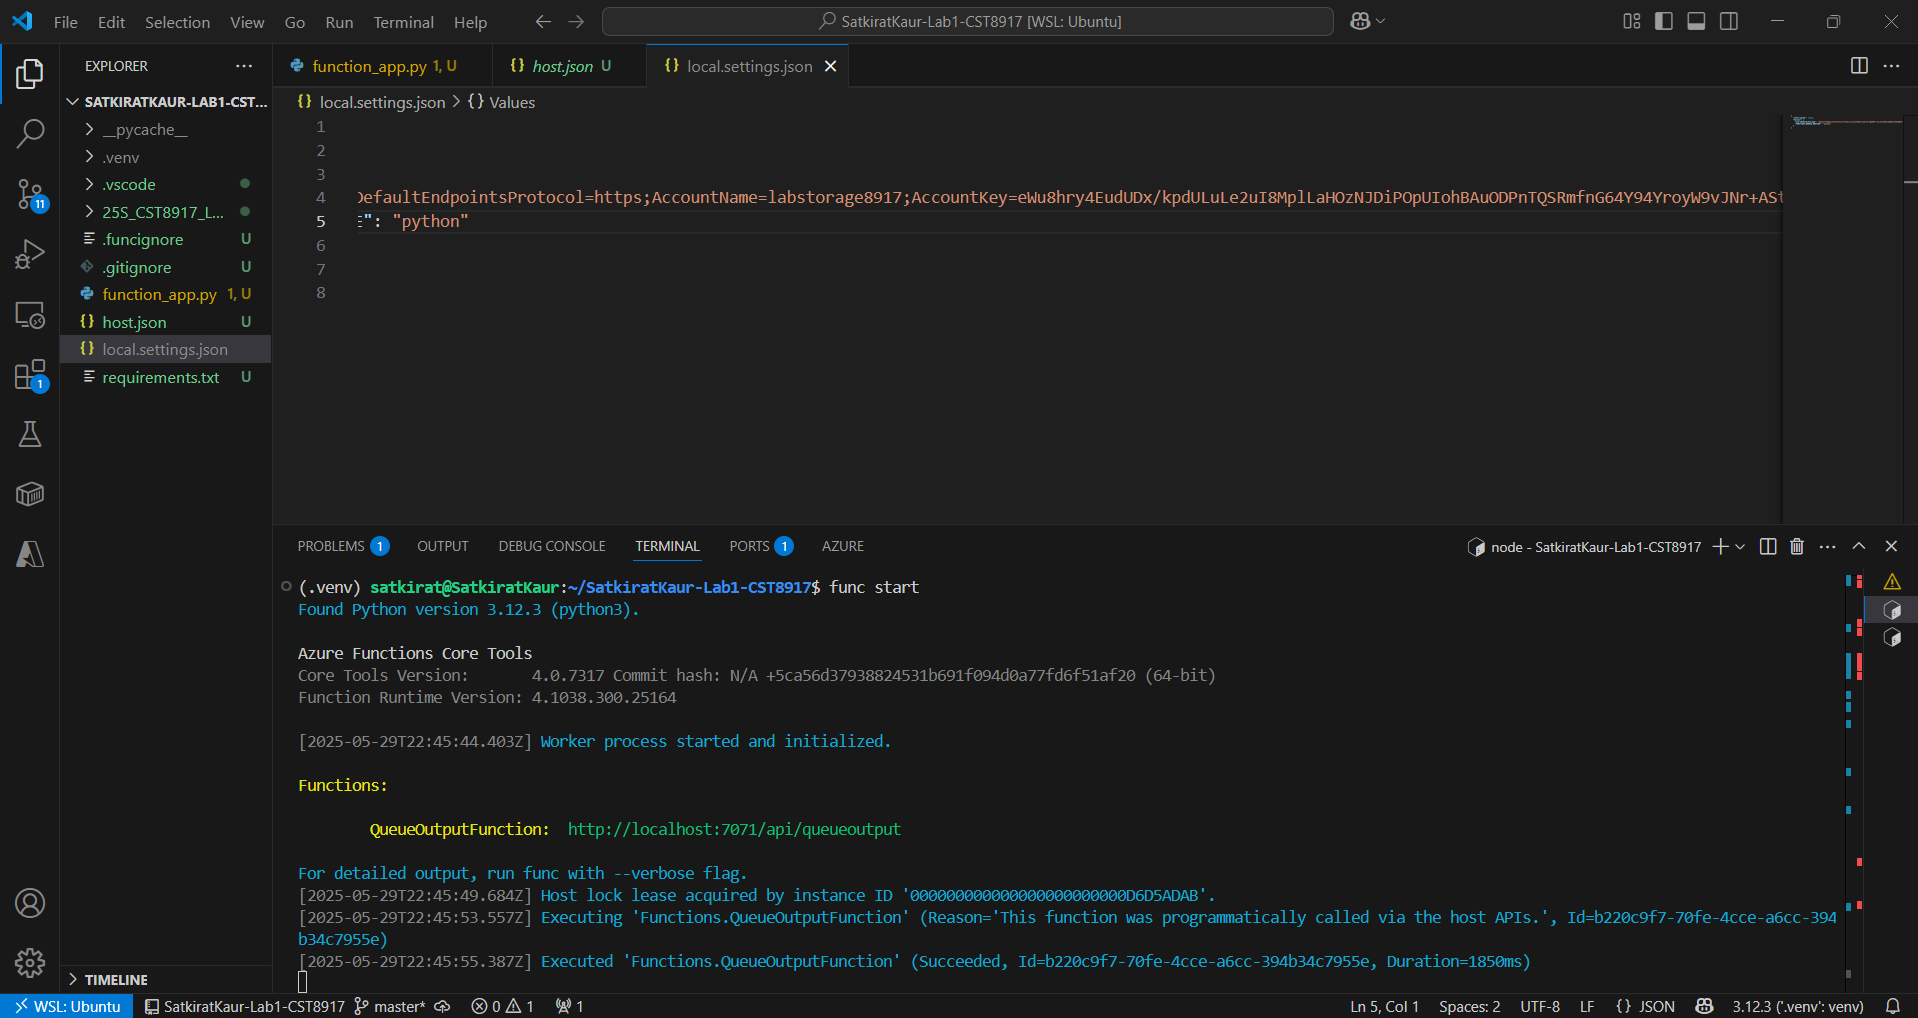 File Edit Selection View Go Run Terminal Help
SatkiratKaur-Lab1-CST8917 [WSL: Ubuntu]
EXPLORER
SATKIRATKAUR-LAB1-CST...
__pycache__
.venv
.vscode
25S_CST8917_L...
.funcignore U
.gitignore U
function_app.py 1, U
host.json U
local.settings.json
requirements.txt U
TIMELINE
11
1
function_app.py 1, U
host.json U
local.settings.json
local.settings.json > {} Values
1
2
3
4 DefaultEndpointsProtocol=https;AccountName=labstorage8917;AccountKey=eWu8hry4EudUDx/kpdULuLe2uI8MplLaHOzNJDiPOpUIohBAuODPnTQSRmfnG64Y94YroyW9vJNr+ASt
5 E": "python"
6
7
8
PROBLEMS 1 OUTPUT DEBUG CONSOLE TERMINAL PORTS 1 AZURE
node - SatkiratKaur-Lab1-CST8917
(.venv) satkirat@SatkiratKaur:~/SatkiratKaur-Lab1-CST8917$ func start
Found Python version 3.12.3 (python3).
Azure Functions Core Tools
Core Tools Version: 4.0.7317 Commit hash: N/A +5ca56d37938824531b691f094d0a77fd6f51af20 (64-bit)
Function Runtime Version: 4.1038.300.25164
[2025-05-29T22:45:44.403Z] Worker process started and initialized.
Functions:
QueueOutputFunction: http://localhost:7071/api/queueoutput
For detailed output, run func with --verbose flag.
[2025-05-29T22:45:49.684Z] Host lock lease acquired by instance ID '000000000000000000000000D6D5ADAB'.
[2025-05-29T22:45:53.557Z] Executing 'Functions.QueueOutputFunction' (Reason='This function was programmatically called via the host APIs.', Id=b220c9f7-70fe-4cce-a6cc-394
b34c7955e)
[2025-05-29T22:45:55.387Z] Executed 'Functions.QueueOutputFunction' (Succeeded, Id=b220c9f7-70fe-4cce-a6cc-394b34c7955e, Duration=1850ms)
WSL: Ubuntu SatkiratKaur-Lab1-CST8917 master* 0 1 1 Ln 5, Col 1 Spaces: 2 UTF-8 LF {} JSON 3.12.3 ('.venv': venv)